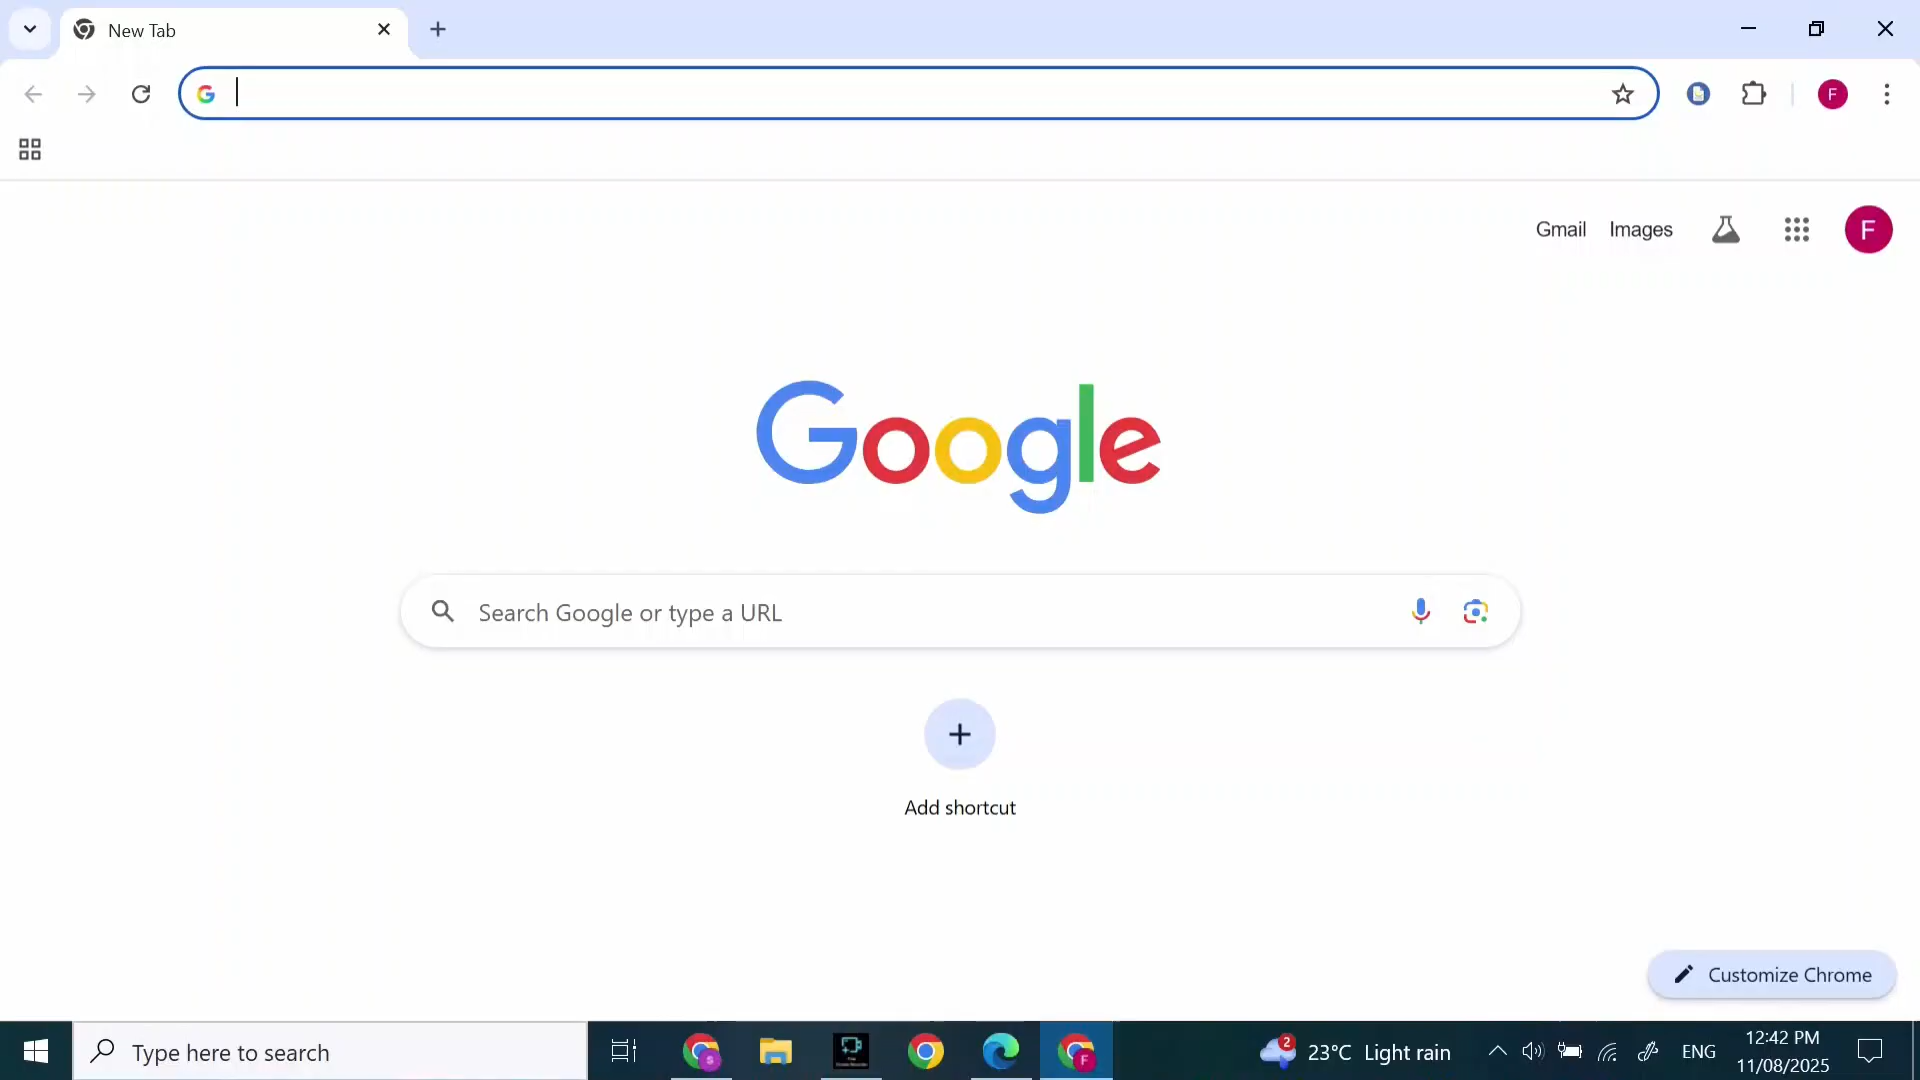 New Tab
F
Gmail Images
F
Google
Search Google or type a URL
Add shortcut
Customize Chrome
Type here to search
S
F
2
23°C Light rain
ENG
12:42 PM
11/08/2025